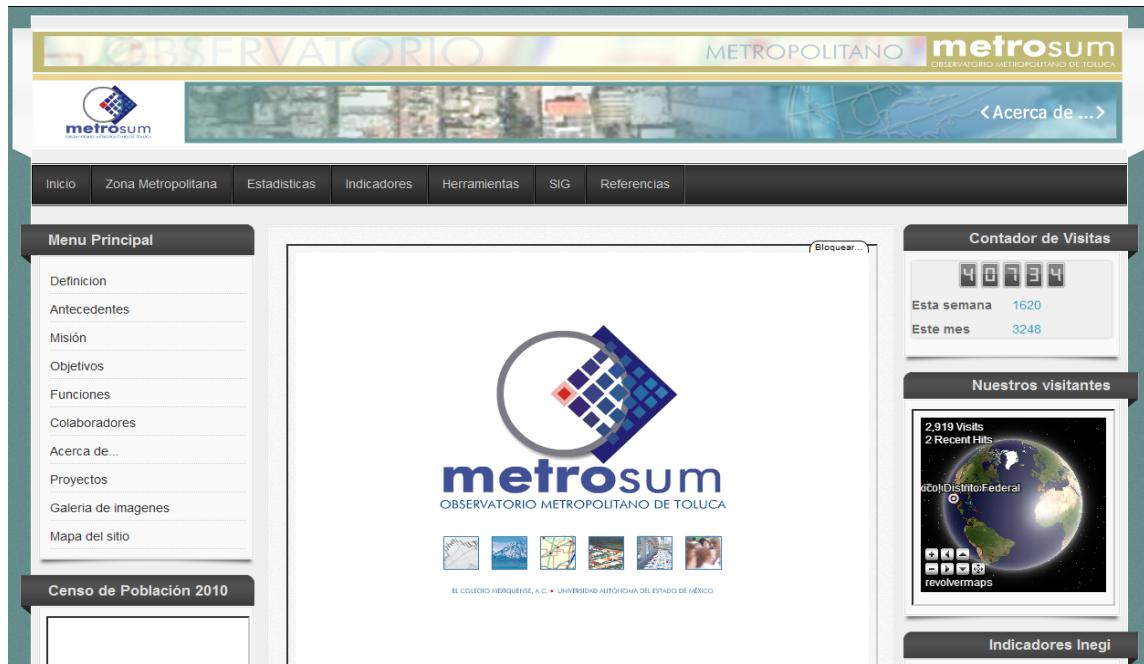 OBSERVATORIO
METROPOLITANO
metrosum
OBSERVATORIO METROPOLITANO DE TOLUCA
metrosum
OBSERVATORIO METROPOLITANO DE TOLUCA
<Acerca de ...>
Inicio Zona Metropolitana Estadisticas Indicadores Herramientas SIG Referencias
Menu Principal
Definicion
Antecedentes
Misión
Objetivos
Funciones
Colaboradores
Acerca de...
Proyectos
Galeria de imagenes
Mapa del sitio
Censo de Población 2010
Bloquear...
metrosum
OBSERVATORIO METROPOLITANO DE TOLUCA
EL COLEGIO MEXIQUENSE, A.C. • UNIVERSIDAD AUTÓNOMA DEL ESTADO DE MÉXICO
Contador de Visitas
40734
Esta semana 1620
Este mes 3248
Nuestros visitantes
2,919 Visits
2 Recent Hits
Distrito Federal
revolvermaps
Indicadores Inegi